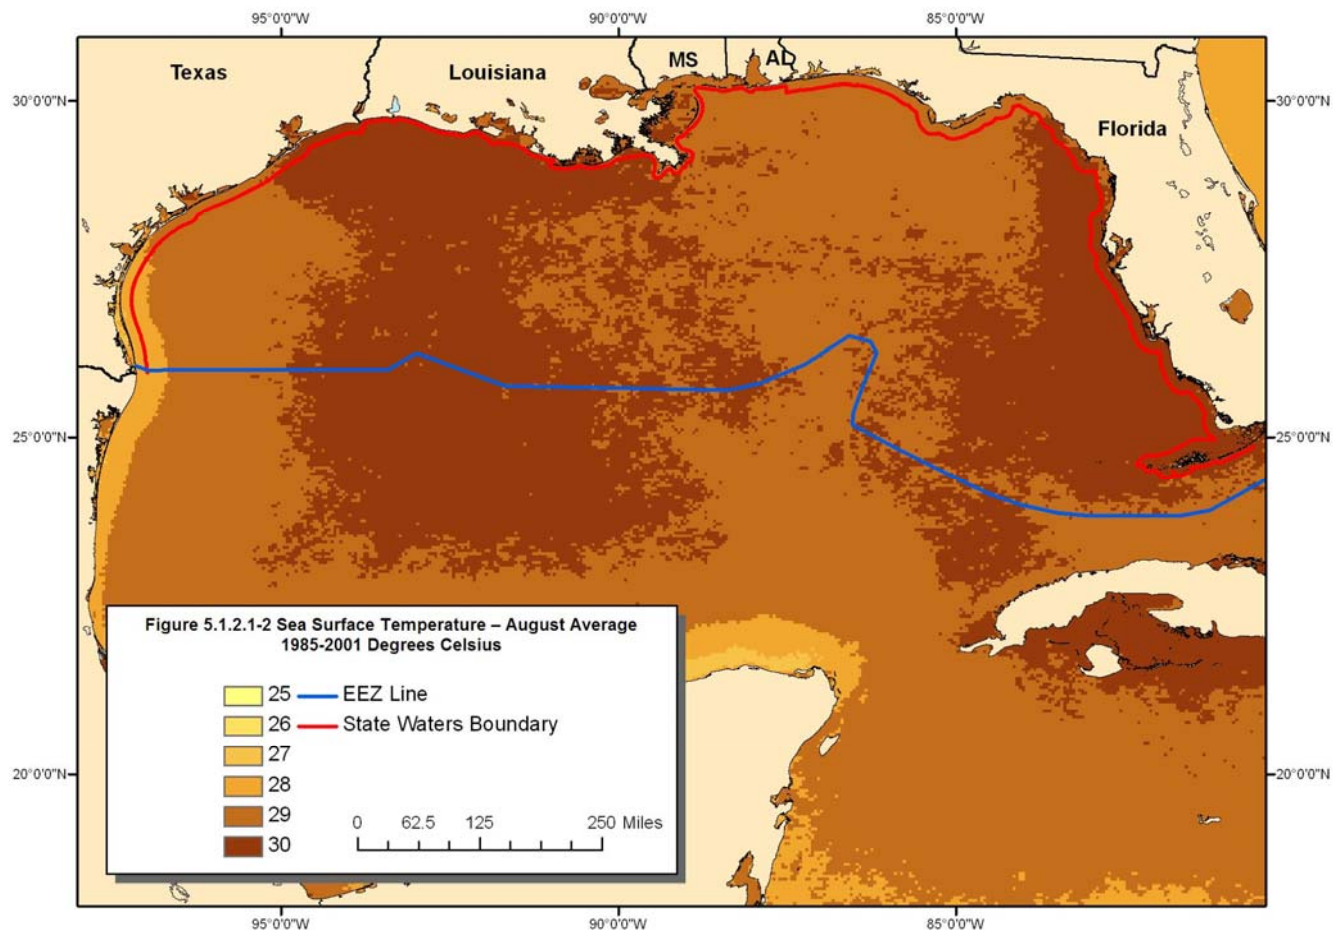 95°0'0"W 90°0'0"W 85°0'0"W
Texas Louisiana MS AL
30°0'0"N 30°0'0"N
Florida
25°0'0"N 25°0'0"N
Figure 5.1.2.1-2 Sea Surface Temperature – August Average
1985-2001 Degrees Celsius
25 EEZ Line
26 State Waters Boundary
27
28
29
30
0 62.5 125 250 Miles
20°0'0"N 20°0'0"N
95°0'0"W 90°0'0"W 85°0'0"W